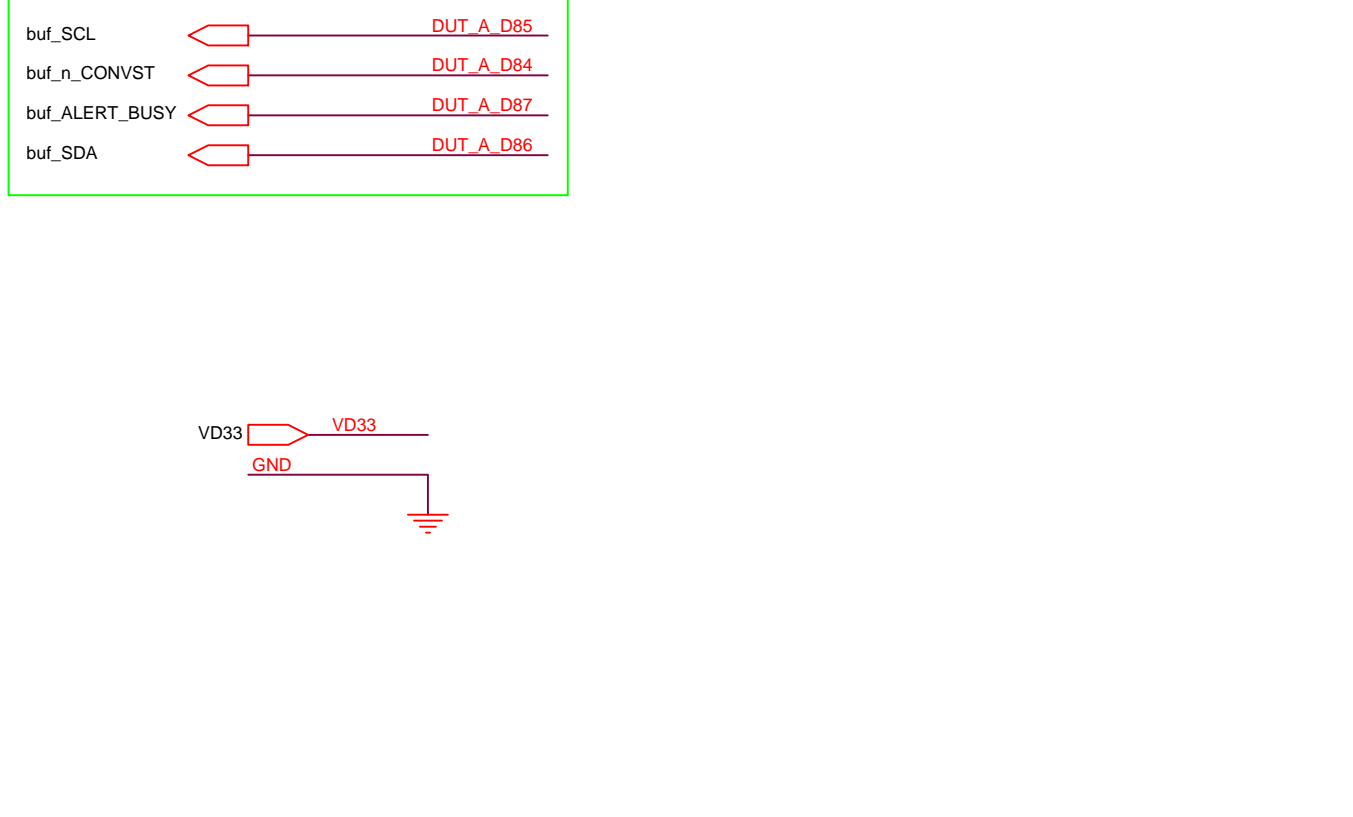 buf_SCL DUT_A_D85
buf_n_CONVST DUT_A_D84
buf_ALERT_BUSY DUT_A_D87
buf_SDA DUT_A_D86
VD33 VD33
GND